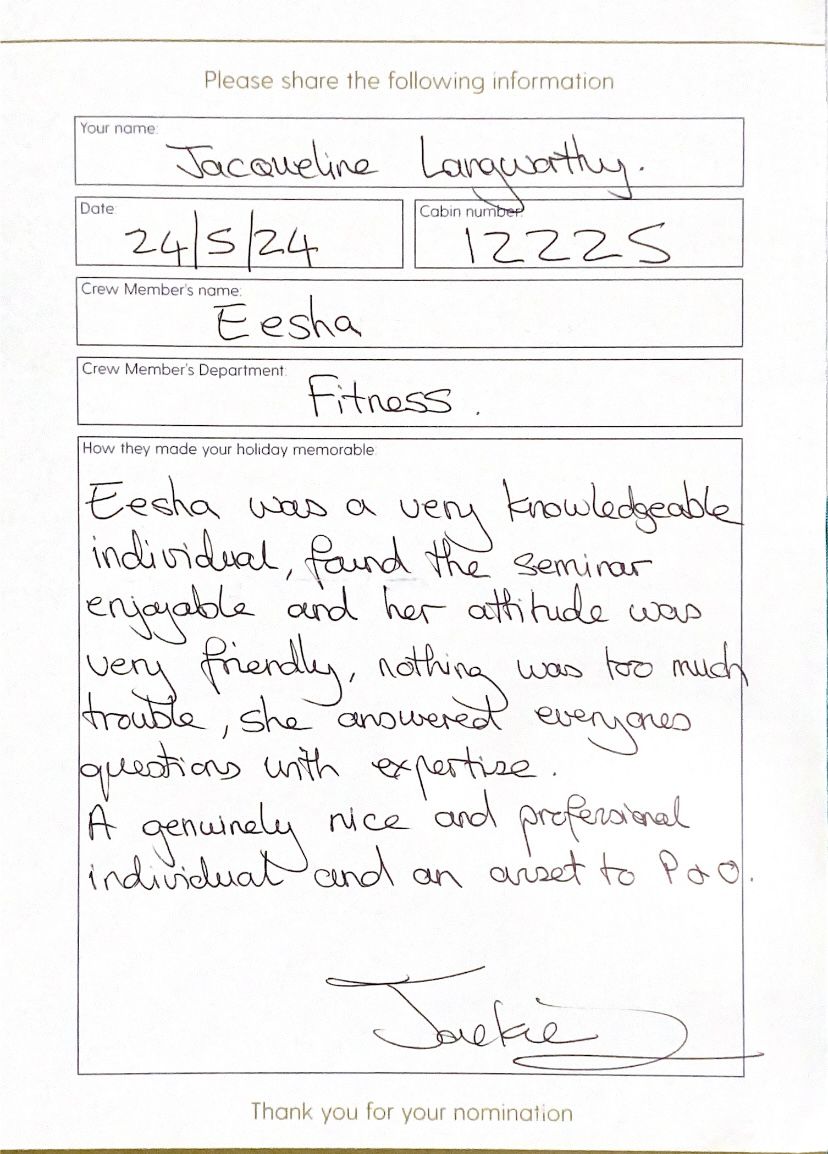 Please share the following information
Your name:
Jacqueline Langworthy.
Date:
24/5/24
Cabin number:
12225
Crew Member's name:
Eesha
Crew Member's Department:
Fitness.
How they made your holiday memorable:
Eesha was a very knowledgeable
individual, found the seminar
enjoyable and her attitude was
very friendly, nothing was too much
trouble, she answered everyones
questions with expertise.
A genuinely nice and professional
individual and an asset to P&O.
Jackie
Thank you for your nomination